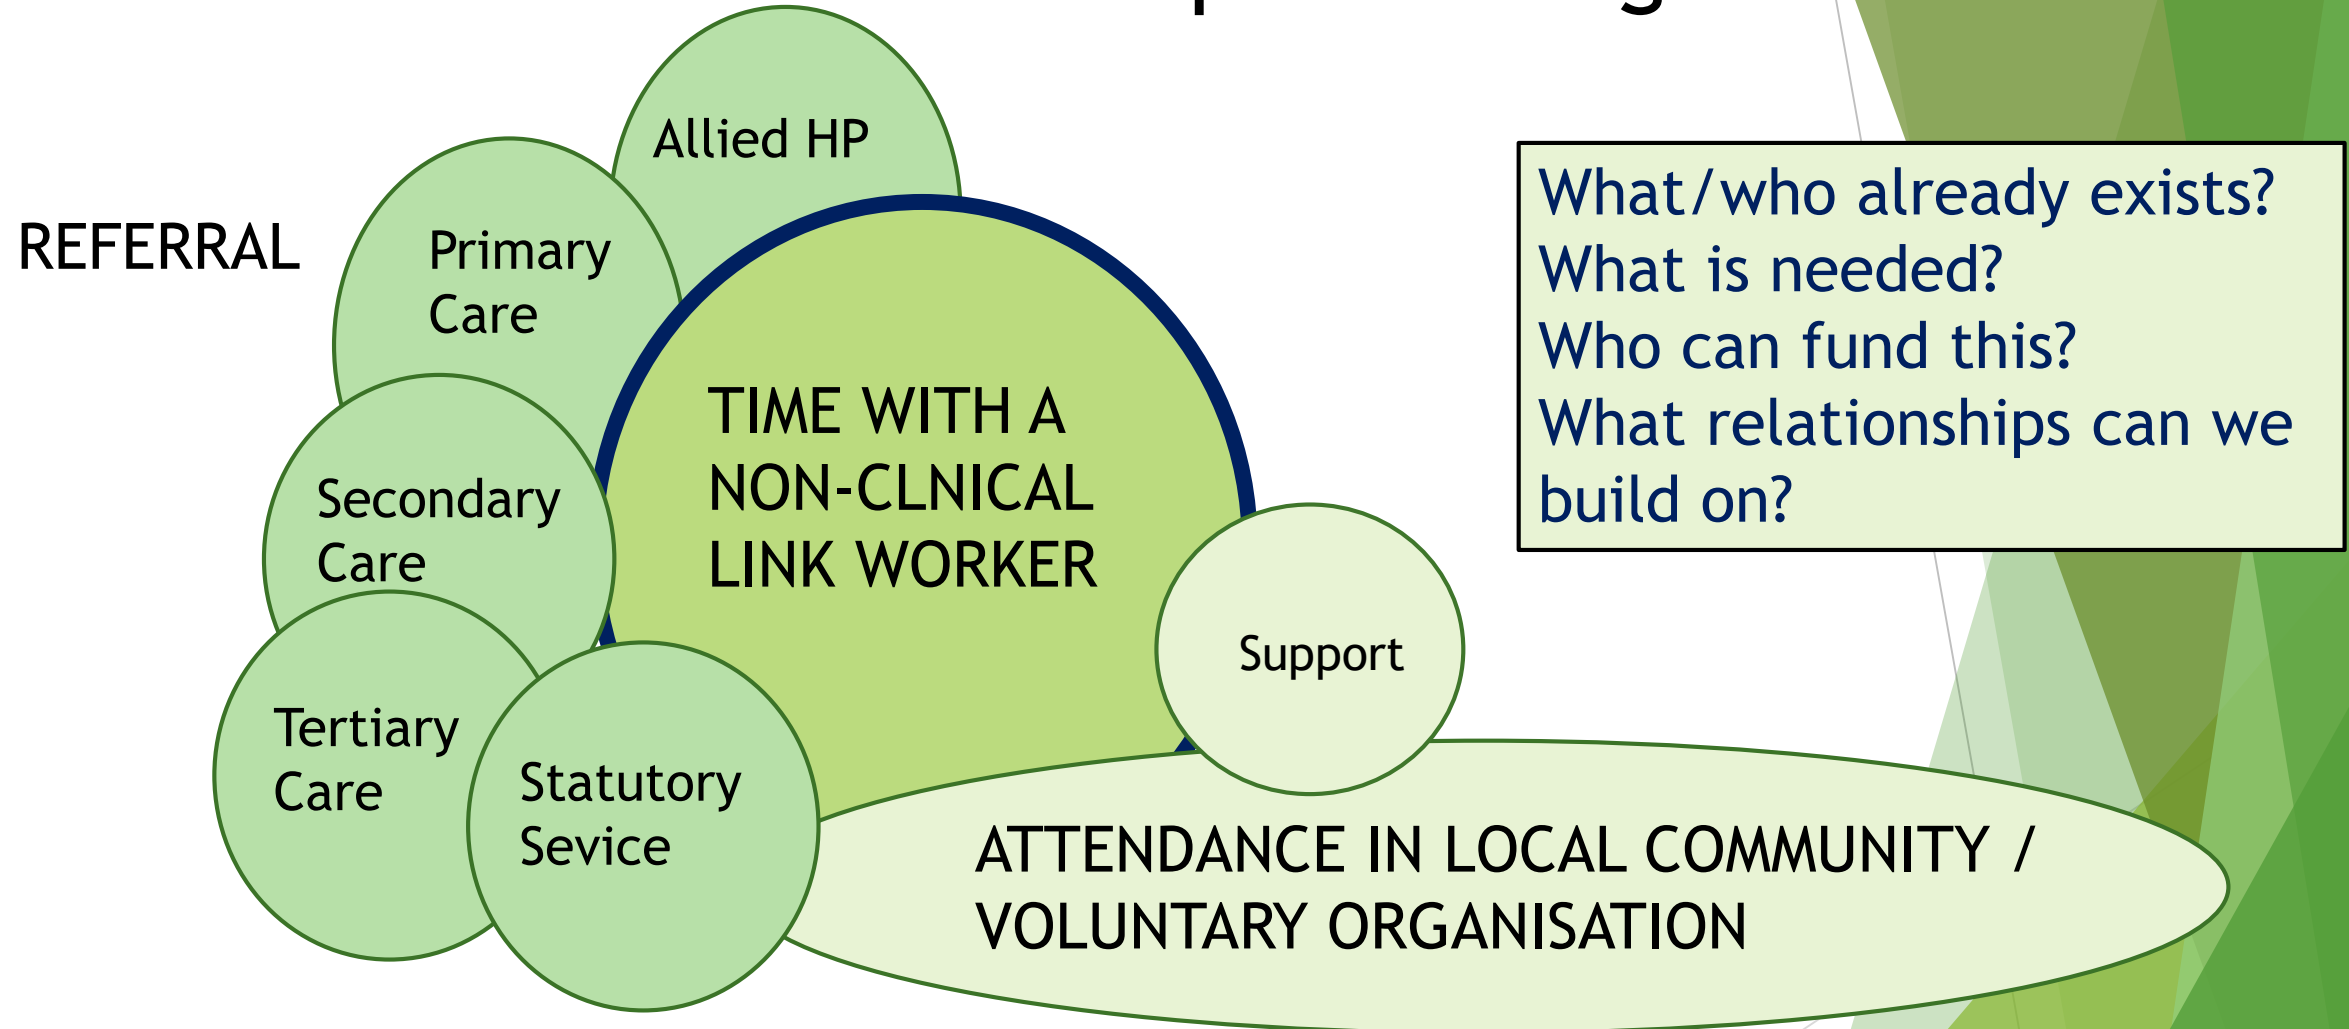 Allied HP
REFERRAL
Primary
Care
What/who already exists?
What is needed?
Who can fund this?
What relationships can we
build on?
TIME WITH A
NON-CLNICAL
LINK WORKER
Secondary
Care
Support
Tertiary
Care
Statutory
Sevice
ATTENDANCE IN LOCAL COMMUNITY /
VOLUNTARY ORGANISATION